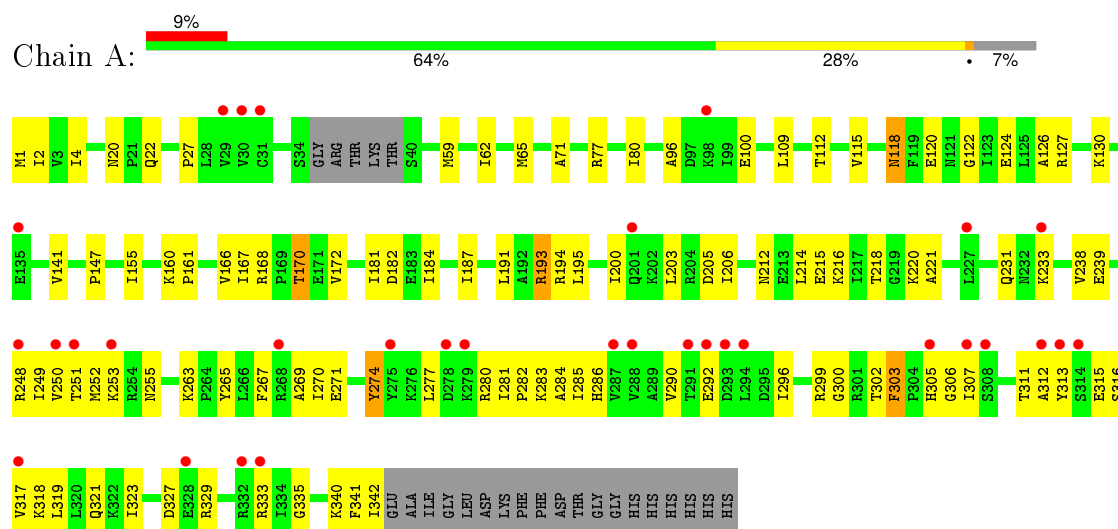 9%
Chain A:
64% 28% • 7%
M1 I2 V3 I4 N20 P21 Q22 P27 L28 V29 V30 C31 S34 GLY ARG THR LYS THR S40 M59 I62 M65 A71 R77 I80 A96 D97 K98 I99 E100 L109 T112 V115 N118 F119 E120 N121 G122 I123 E124 L125 A126 R127 K130
E135 V141 P147 I155 K160 P161 V166 I167 R168 P169 T170 E171 V172 I181 D182 E183 I184 I187 L191 A192 R193 R194 L195 I200 Q201 K202 L203 R204 D205 I206 N212 E213 L214 E215 K216 I217 T218 G219 K220 A221 L227 Q231 N232 K233 V238 E239
R248 I249 V250 T251 M252 K253 R254 N255 K263 P264 Y265 L266 F267 R268 A269 I270 E271 Y274 Y275 K276 L277 D278 K279 R280 I281 P282 K283 A284 I285 H286 V287 V288 A289 V290 T291 E292 D293 L294 D295 I296 R299 G300 R301 T302 F303 P304 H305 G306 I307 S308 T311 A312 Y313 S314 E315 S316
V317 K318 L319 L320 Q321 K322 I323 D327 E328 R329 R332 R333 I334 G335 K340 F341 I342 GLU ALA ILE GLY LEU ASP LYS PHE PHE ASP THR GLY GLY HIS HIS HIS HIS HIS HIS